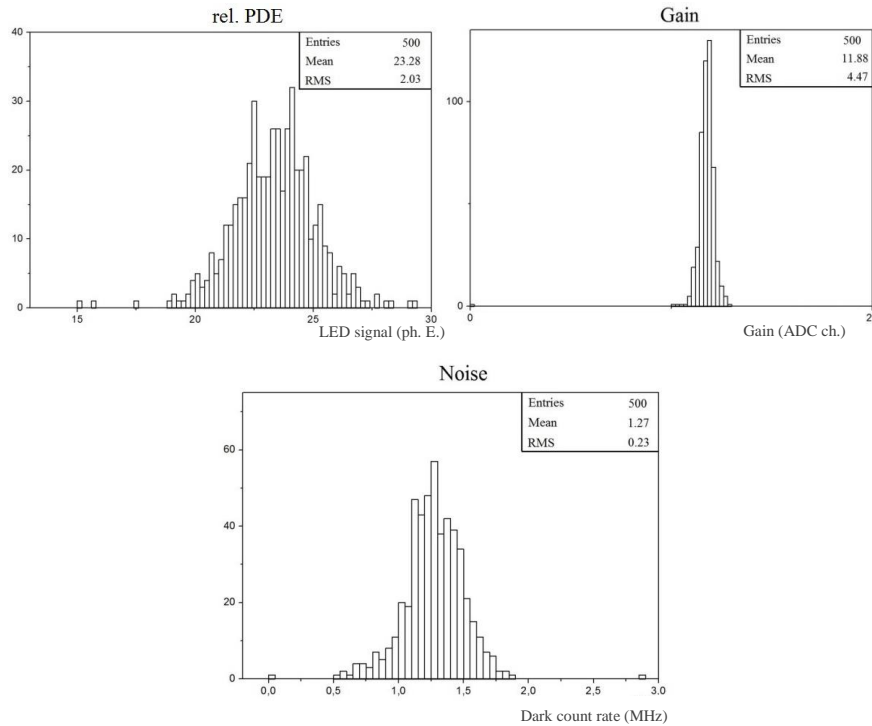 rel. PDE
40
30
20
10
0
15
20
25
30
LED signal (ph. E.)
Entries 500
Mean 23.28
RMS 2.03
Gain
100
0
0
2
Gain (ADC ch.)
Entries 500
Mean 11.88
RMS 4.47
Noise
60
40
20
0
0,0
0,5
1,0
1,5
2,0
2,5
3.0
Dark count rate (MHz)
Entries 500
Mean 1.27
RMS 0.23